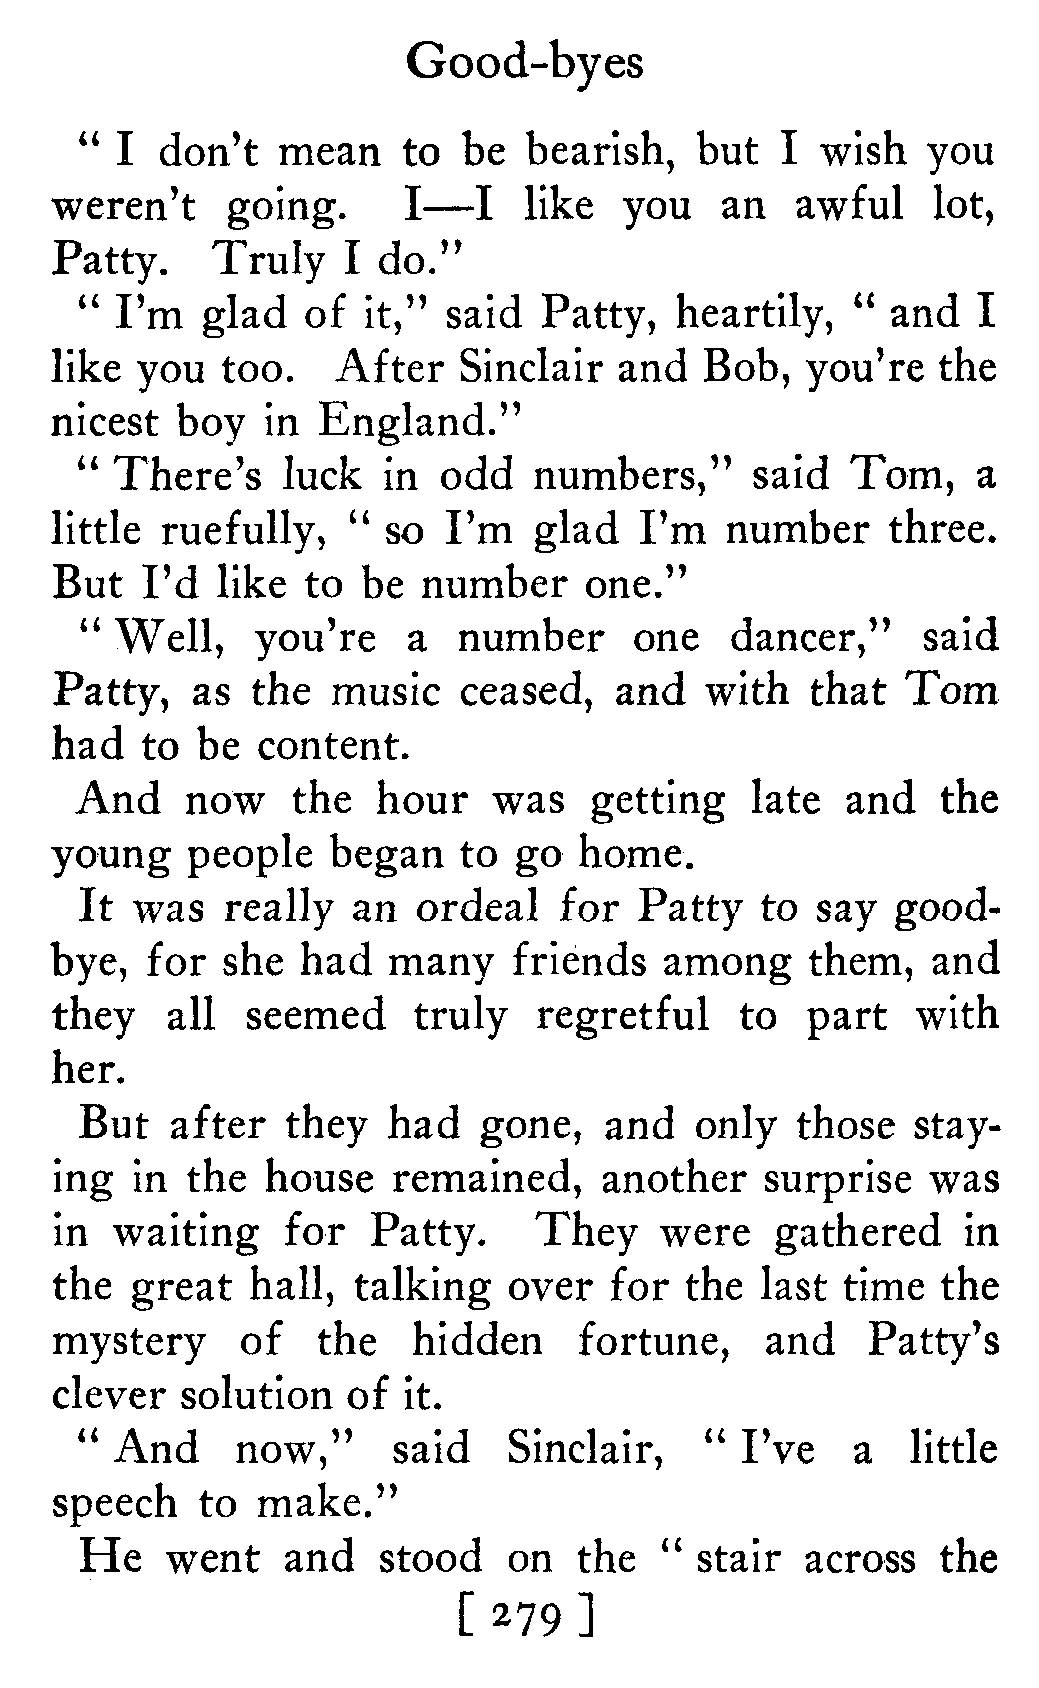 Good-byes
“ I don't mean to be bearish, but I wish you
weren't going. I—I like you an awful lot,
Patty. Truly I do.”
“ I'm glad of it,” said Patty, heartily, “ and I
like you too. After Sinclair and Bob, you're the
nicest boy in England.”
“ There's luck in odd numbers,” said Tom, a
little ruefully, “ so I'm glad I'm number three.
But I'd like to be number one.”
“ Well, you're a number one dancer,” said
Patty, as the music ceased, and with that Tom
had to be content.
And now the hour was getting late and the
young people began to go home.
It was really an ordeal for Patty to say good-
bye, for she had many friends among them, and
they all seemed truly regretful to part with
her.
But after they had gone, and only those stay-
ing in the house remained, another surprise was
in waiting for Patty. They were gathered in
the great hall, talking over for the last time the
mystery of the hidden fortune, and Patty's
clever solution of it.
“ And now,” said Sinclair, “ I've a little
speech to make.”
He went and stood on the “ stair across the
[ 279 ]